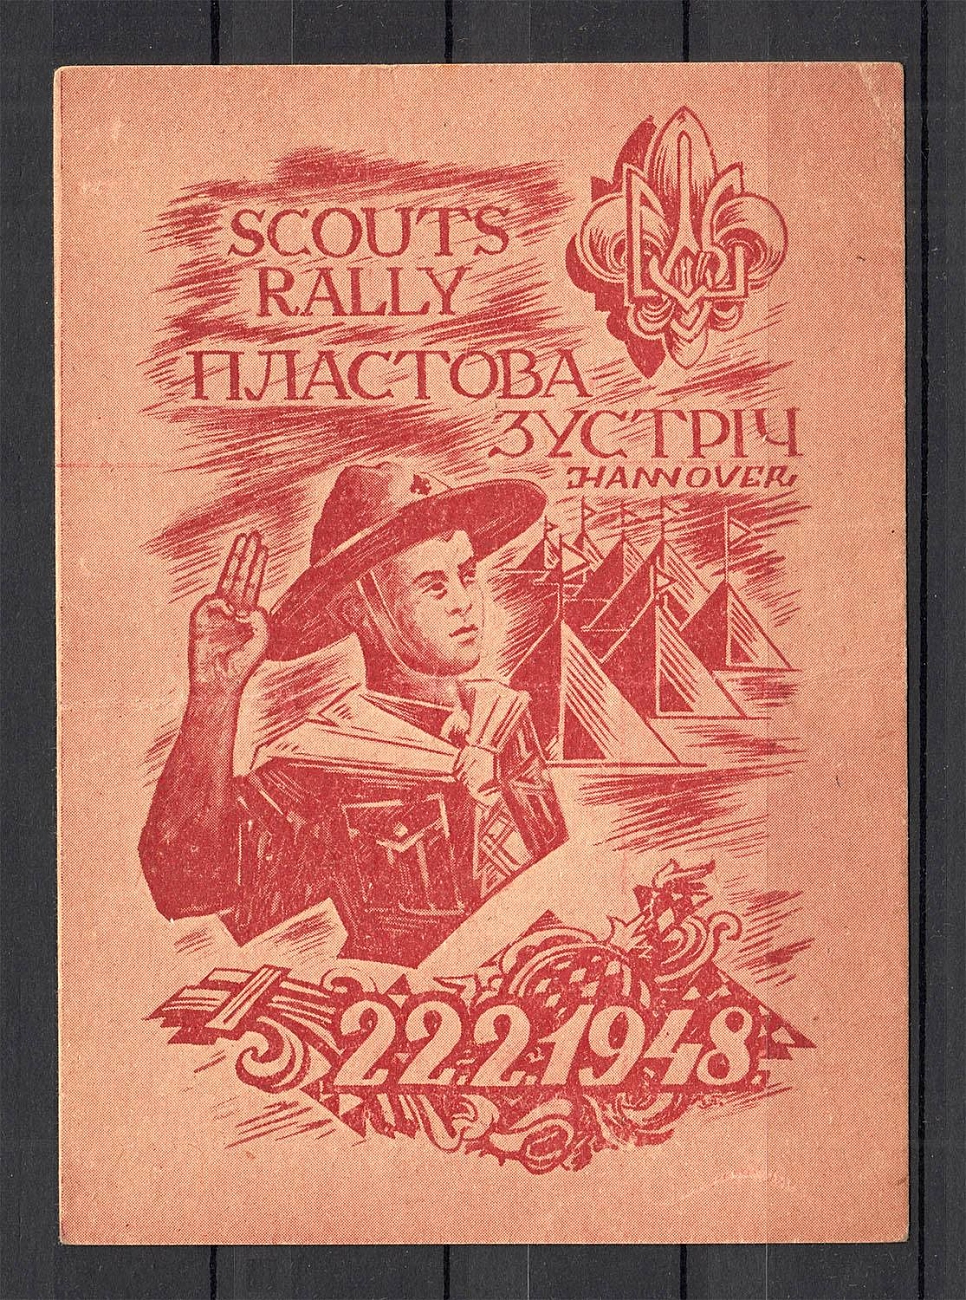 SCOUTS
RALLY
ПЛАСТОВА
ЗУСТРІЧ
HANNOVER
22.2.1948.